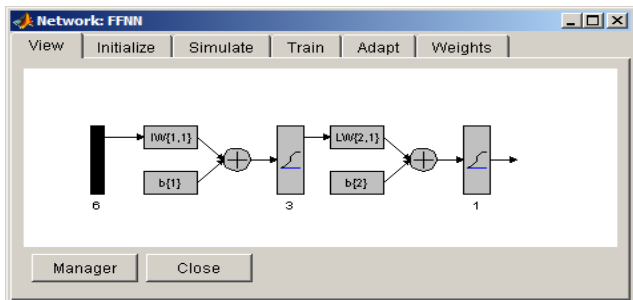 Network: FFNN
View Initialize Simulate Train Adapt Weights
IW{1,1} LW{2,1}
b{1} b{2}
6 3 1
Manager Close